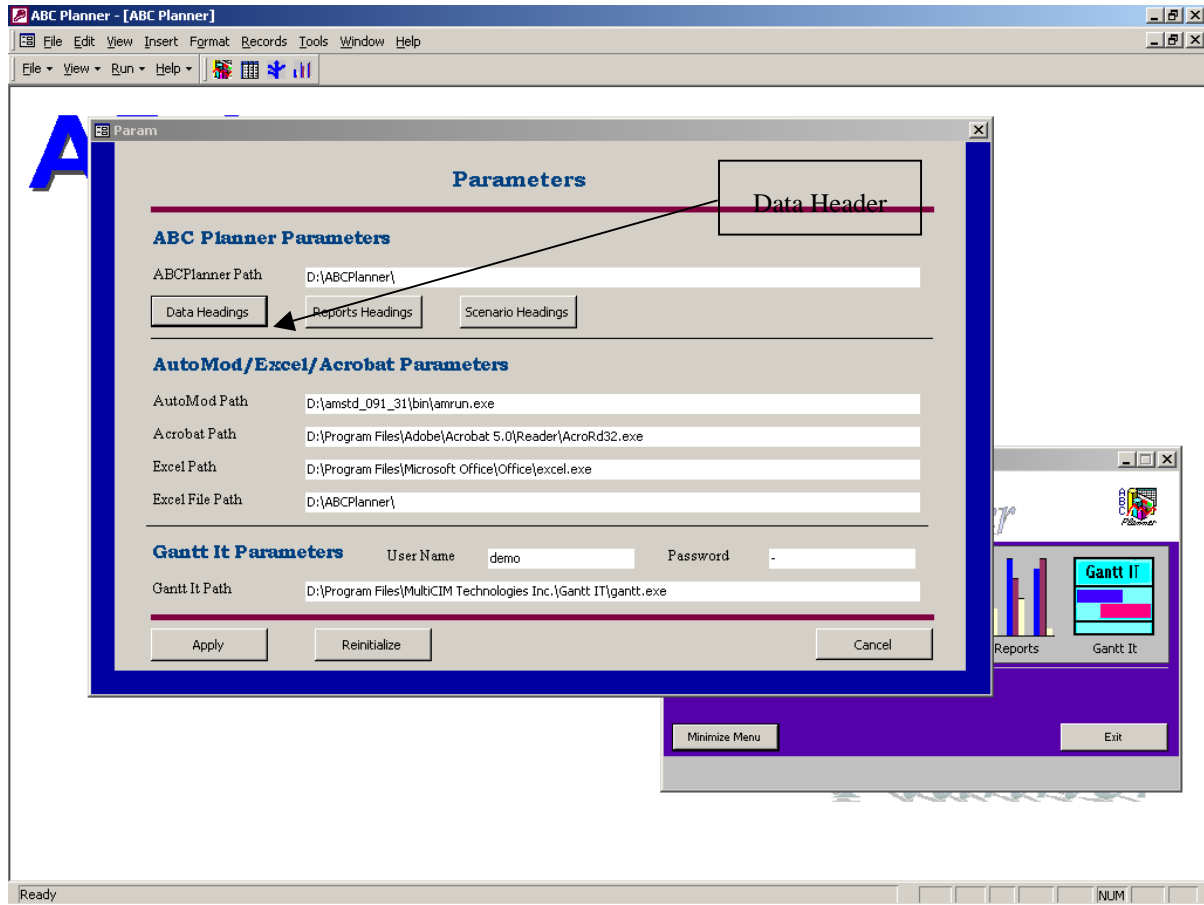 ABC Planner - [ABC Planner]
File Edit View Insert Format Records Tools Window Help
File View Run Help
A
Param
Parameters
Data Header
ABC Planner Parameters
ABCPlanner Path D:\ABCPlanner\
Data Headings Reports Headings Scenario Headings
AutoMod/Excel/Acrobat Parameters
AutoMod Path D:\amstd_091_31\bin\amrun.exe
Acrobat Path D:\Program Files\Adobe\Acrobat 5.0\Reader\AcroRd32.exe
Excel Path D:\Program Files\Microsoft Office\Office\excel.exe
Excel File Path D:\ABCPlanner\
Gantt It Parameters User Name demo Password -
Gantt It Path D:\Program Files\MultiCIM Technologies Inc.\Gantt IT\gantt.exe
Apply Reinitialize Cancel
ABC
Planner
Gantt IT
Reports Gantt It
Minimize Menu Exit
Ready NUM